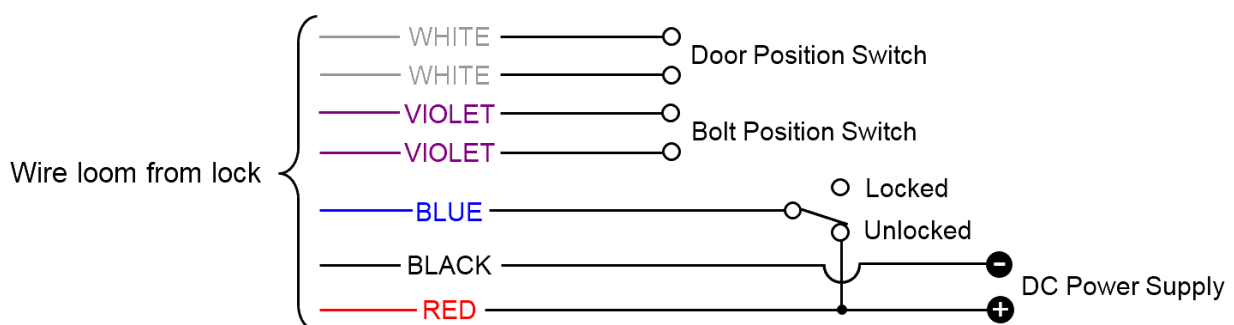 WHITE
Door Position Switch
WHITE
VIOLET
Bolt Position Switch
VIOLET
Wire loom from lock
Locked
BLUE
Unlocked
BLACK
-
DC Power Supply
RED
+